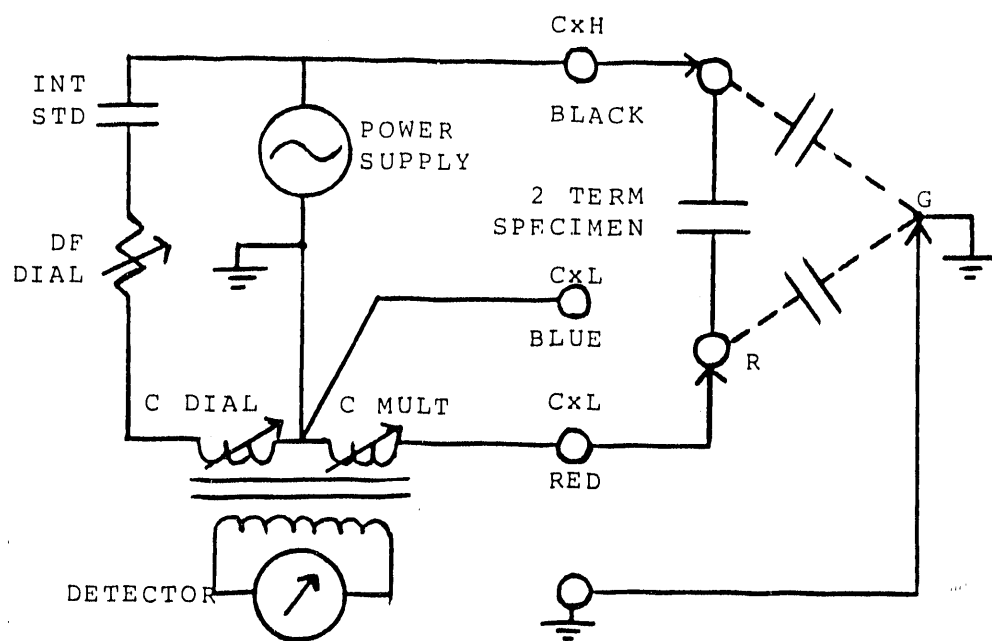 CxH
INT
STD
BLACK
POWER
SUPPLY
2 TERM
SPECIMEN
G
DF
DIAL
CxL
BLUE
R
C DIAL
C MULT
CxL
RED
DETECTOR